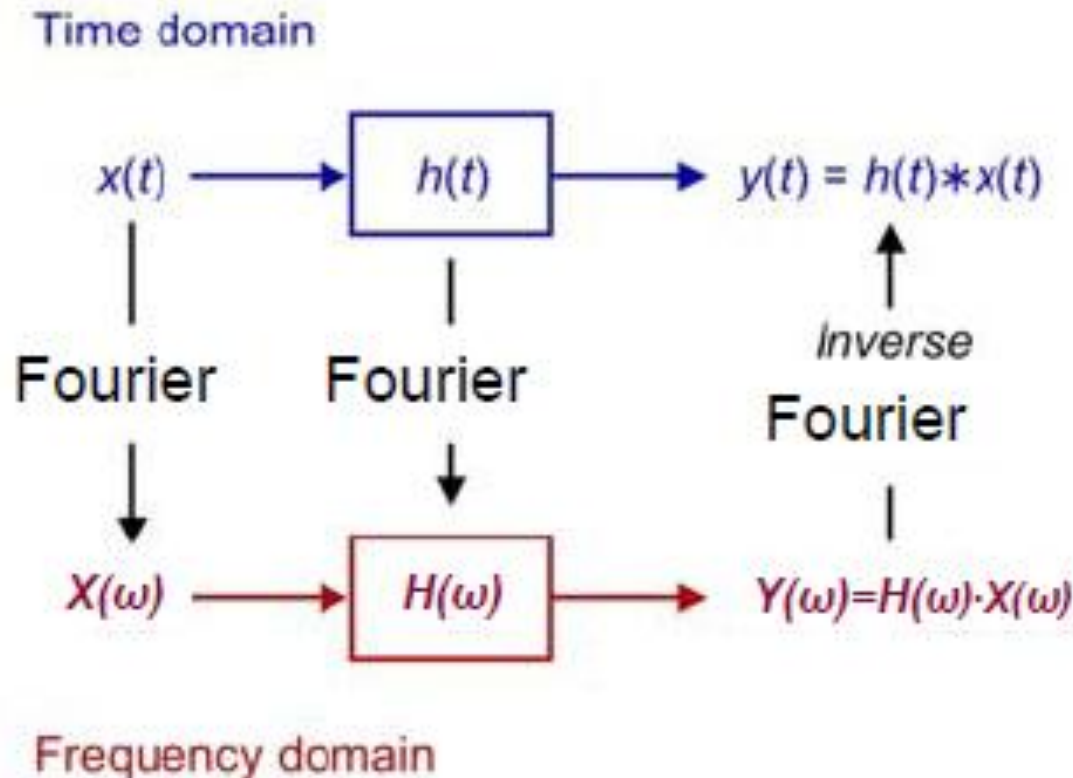 Time domain
x(t)
h(t)
y(t) = h(t)*x(t)
Fourier
Fourier
inverse
Fourier
X(ω)
H(ω)
Y(ω)=H(ω)·X(ω)
Frequency domain